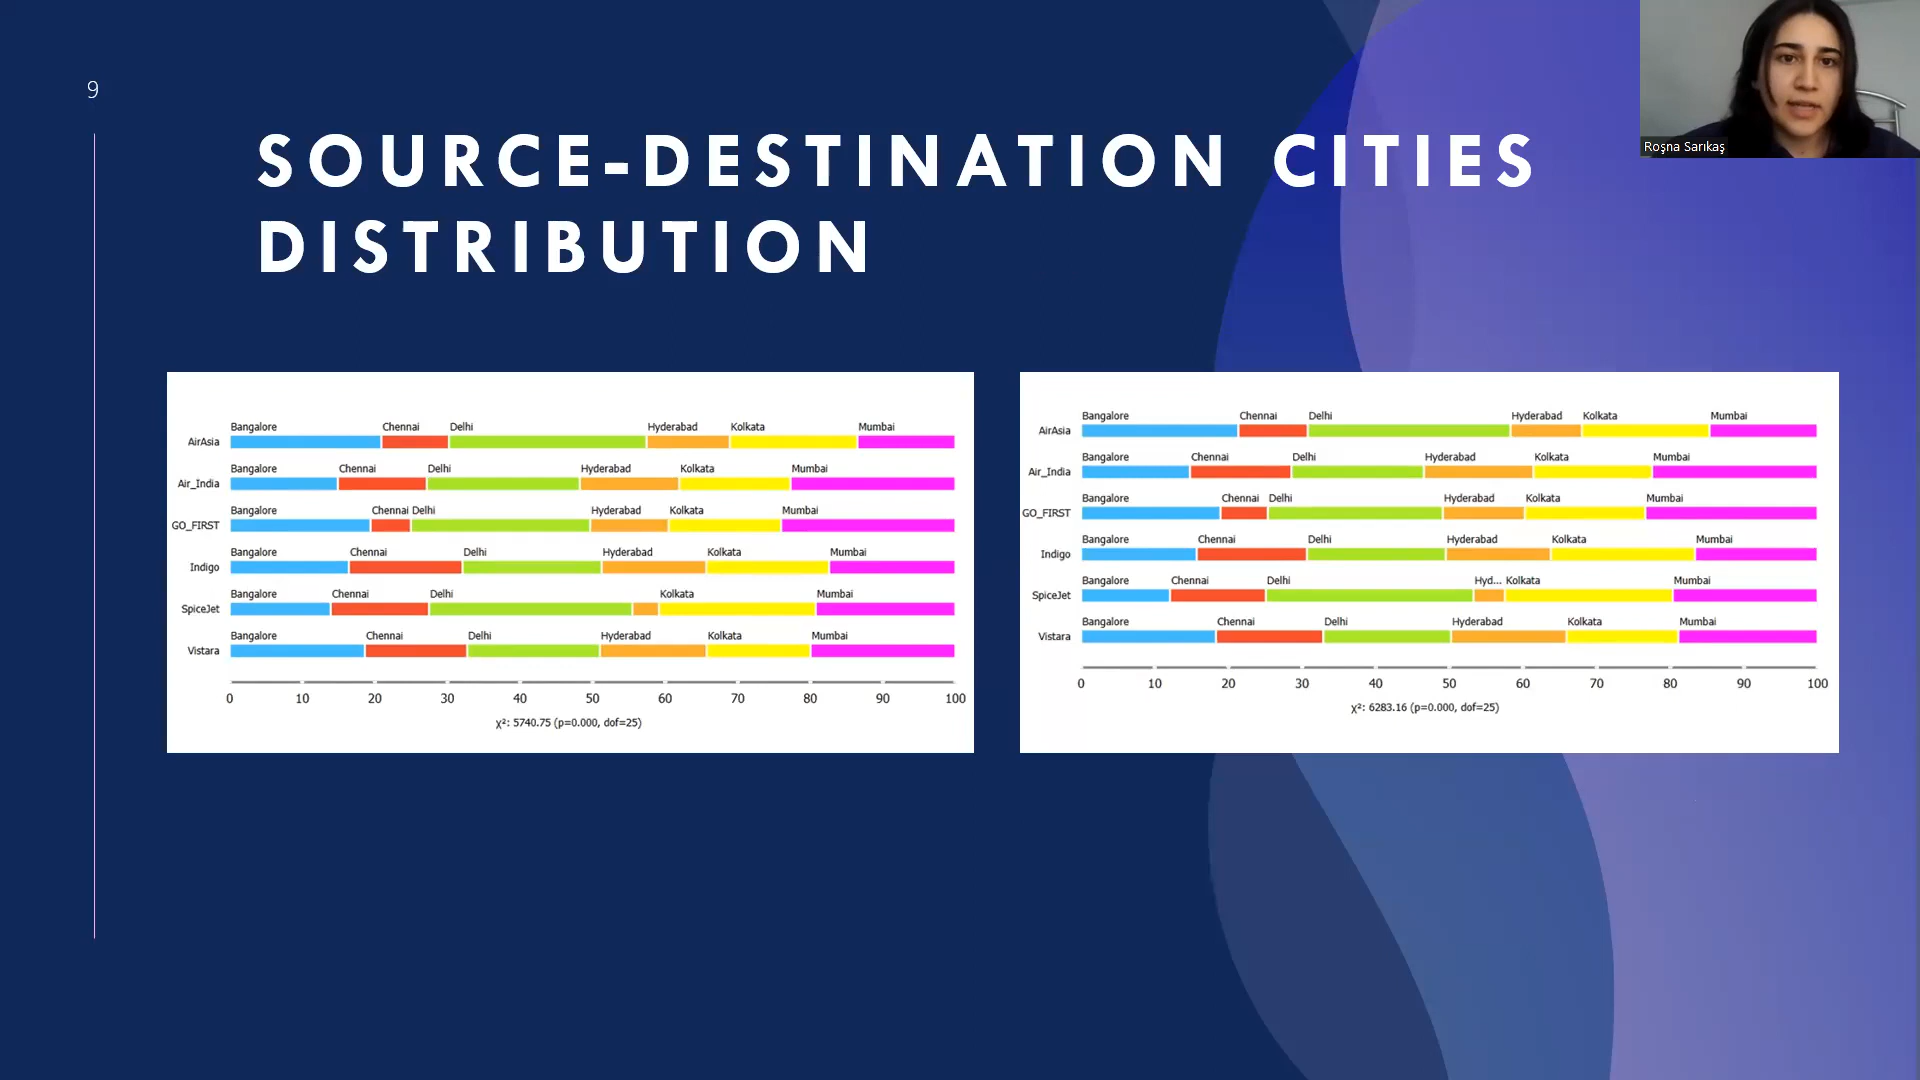 9
SOURCE-DESTINATION CITIES
DISTRIBUTION
Roşna Sarıkaş
Bangalore Chennai Delhi Hyderabad Kolkata Mumbai
AirAsia
Bangalore Chennai Delhi Hyderabad Kolkata Mumbai
Air_India
Bangalore Chennai Delhi Hyderabad Kolkata Mumbai
GO_FIRST
Bangalore Chennai Delhi Hyderabad Kolkata Mumbai
Indigo
Bangalore Chennai Delhi Kolkata Mumbai
SpiceJet
Bangalore Chennai Delhi Hyderabad Kolkata Mumbai
Vistara
0 10 20 30 40 50 60 70 80 90 100
χ²: 5740.75 (p=0.000, dof=25)
Bangalore Chennai Delhi Hyderabad Kolkata Mumbai
AirAsia
Bangalore Chennai Delhi Hyderabad Kolkata Mumbai
Air_India
Bangalore Chennai Delhi Hyderabad Kolkata Mumbai
GO_FIRST
Bangalore Chennai Delhi Hyderabad Kolkata Mumbai
Indigo
Bangalore Chennai Delhi Hyd... Kolkata Mumbai
SpiceJet
Bangalore Chennai Delhi Hyderabad Kolkata Mumbai
Vistara
0 10 20 30 40 50 60 70 80 90 100
χ²: 6283.16 (p=0.000, dof=25)